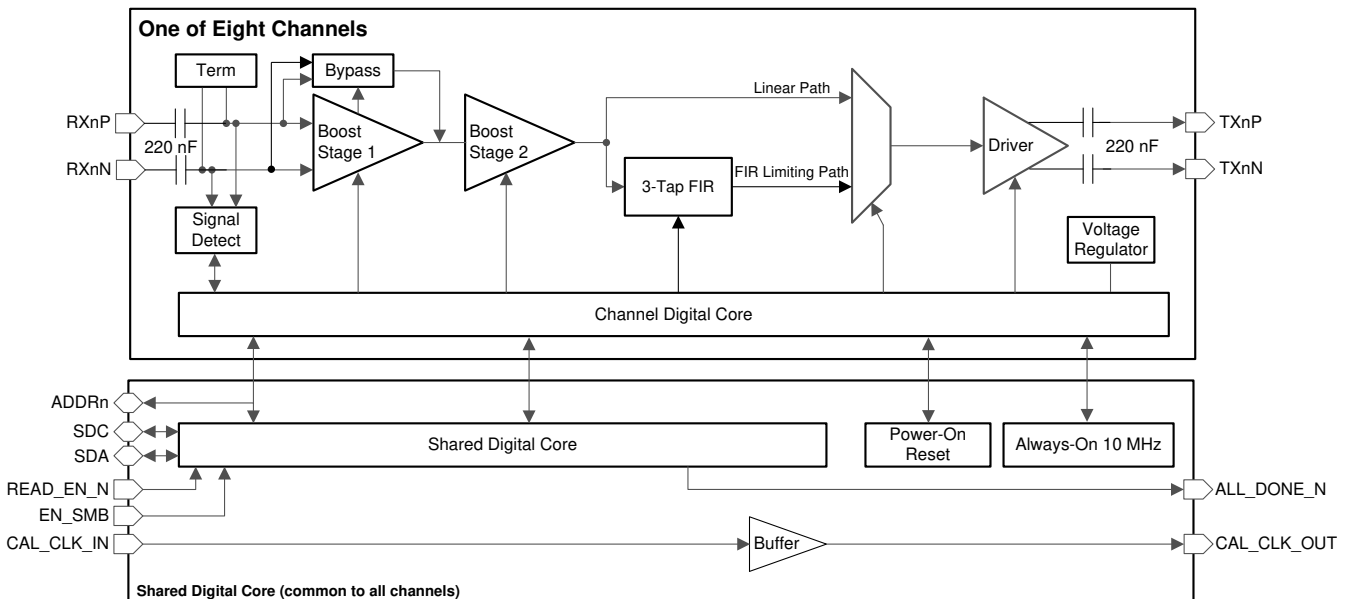 One of Eight Channels
Term
Bypass
Linear Path
RXnP
220 nF
RXnN
Boost
Stage 1
Boost
Stage 2
3-Tap FIR
FIR Limiting Path
Driver
220 nF
TXnP
TXnN
Signal
Detect
Voltage
Regulator
Channel Digital Core
ADDRn
SDC
SDA
READ_EN_N
EN_SMB
CAL_CLK_IN
Shared Digital Core
Power-On
Reset
Always-On 10 MHz
ALL_DONE_N
Buffer
CAL_CLK_OUT
Shared Digital Core (common to all channels)